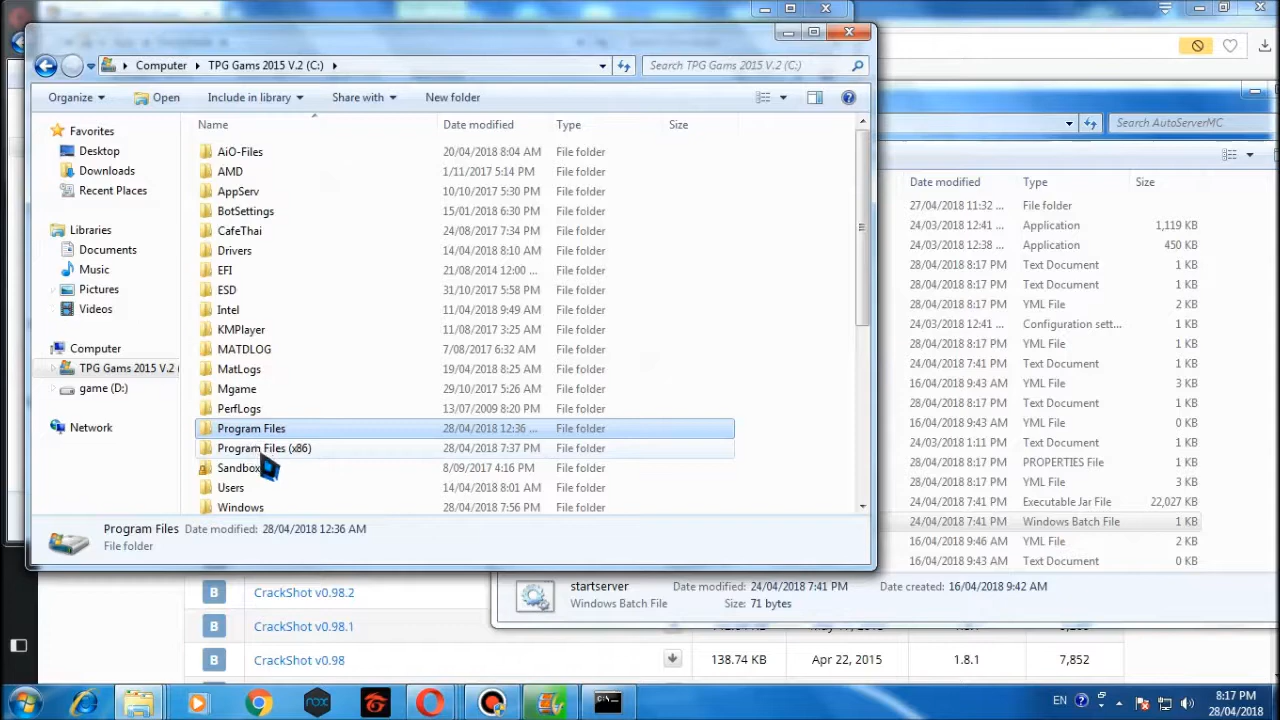 Computer
TPG Gams 2015 V.2 (C:)
Search TPG Gams 2015 V.2 (C:)
Organize
Open
Include in library
Share with
New folder
Search AutoServerMC
Favorites
Desktop
Downloads
Recent Places
Libraries
Documents
Music
Pictures
Videos
Computer
TPG Gams 2015 V.2 (
game (D:)
Network
Name Date modified Type Size
AiO-Files 20/04/2018 8:04 AM File folder
AMD 1/11/2017 5:14 PM File folder
AppServ 10/10/2017 5:30 PM File folder
BotSettings 15/01/2018 6:30 PM File folder
CafeThai 24/08/2017 7:34 PM File folder
Drivers 14/04/2018 8:10 AM File folder
EFI 21/08/2014 12:00 ... File folder
ESD 31/10/2017 5:58 PM File folder
Intel 11/04/2018 9:49 AM File folder
KMPlayer 11/08/2017 3:25 AM File folder
MATDLOG 7/08/2017 6:32 AM File folder
MatLogs 19/04/2018 8:25 AM File folder
Mgame 29/10/2017 5:26 AM File folder
PerfLogs 13/07/2009 8:20 PM File folder
Program Files 28/04/2018 12:36 ... File folder
Program Files (x86) 28/04/2018 7:37 PM File folder
Sandbox 8/09/2017 4:16 PM File folder
Users 14/04/2018 8:01 AM File folder
Windows 28/04/2018 7:56 PM File folder
Program Files Date modified: 28/04/2018 12:36 AM
File folder
Date modified Type Size
27/04/2018 11:32 ... File folder
24/03/2018 12:41 ... Application 1,119 KB
24/03/2018 12:38 ... Application 450 KB
28/04/2018 8:17 PM Text Document 1 KB
28/04/2018 8:17 PM Text Document 1 KB
28/04/2018 8:17 PM YML File 2 KB
24/03/2018 12:41 ... Configuration sett... 1 KB
28/04/2018 8:17 PM YML File 1 KB
24/04/2018 7:41 PM Text Document 1 KB
16/04/2018 9:43 AM YML File 0 KB
28/04/2018 8:17 PM Text Document 1 KB
16/04/2018 9:43 AM YML File 0 KB
24/03/2018 1:11 PM Text Document 1 KB
28/04/2018 8:17 PM PROPERTIES File 1 KB
28/04/2018 8:17 PM YML File 3 KB
24/04/2018 7:41 PM Executable Jar File 22,027 KB
24/04/2018 7:41 PM Windows Batch File 1 KB
16/04/2018 9:46 AM YML File 2 KB
16/04/2018 9:43 AM Text Document 0 KB
startserver Date modified: 24/04/2018 7:41 PM Date created: 16/04/2018 9:42 AM
Windows Batch File Size: 71 bytes
B CrackShot v0.98.2
B CrackShot v0.98.1
B CrackShot v0.98 138.74 KB Apr 22, 2015 1.8.1 7,852
nox
C:\
EN
8:17 PM
28/04/2018